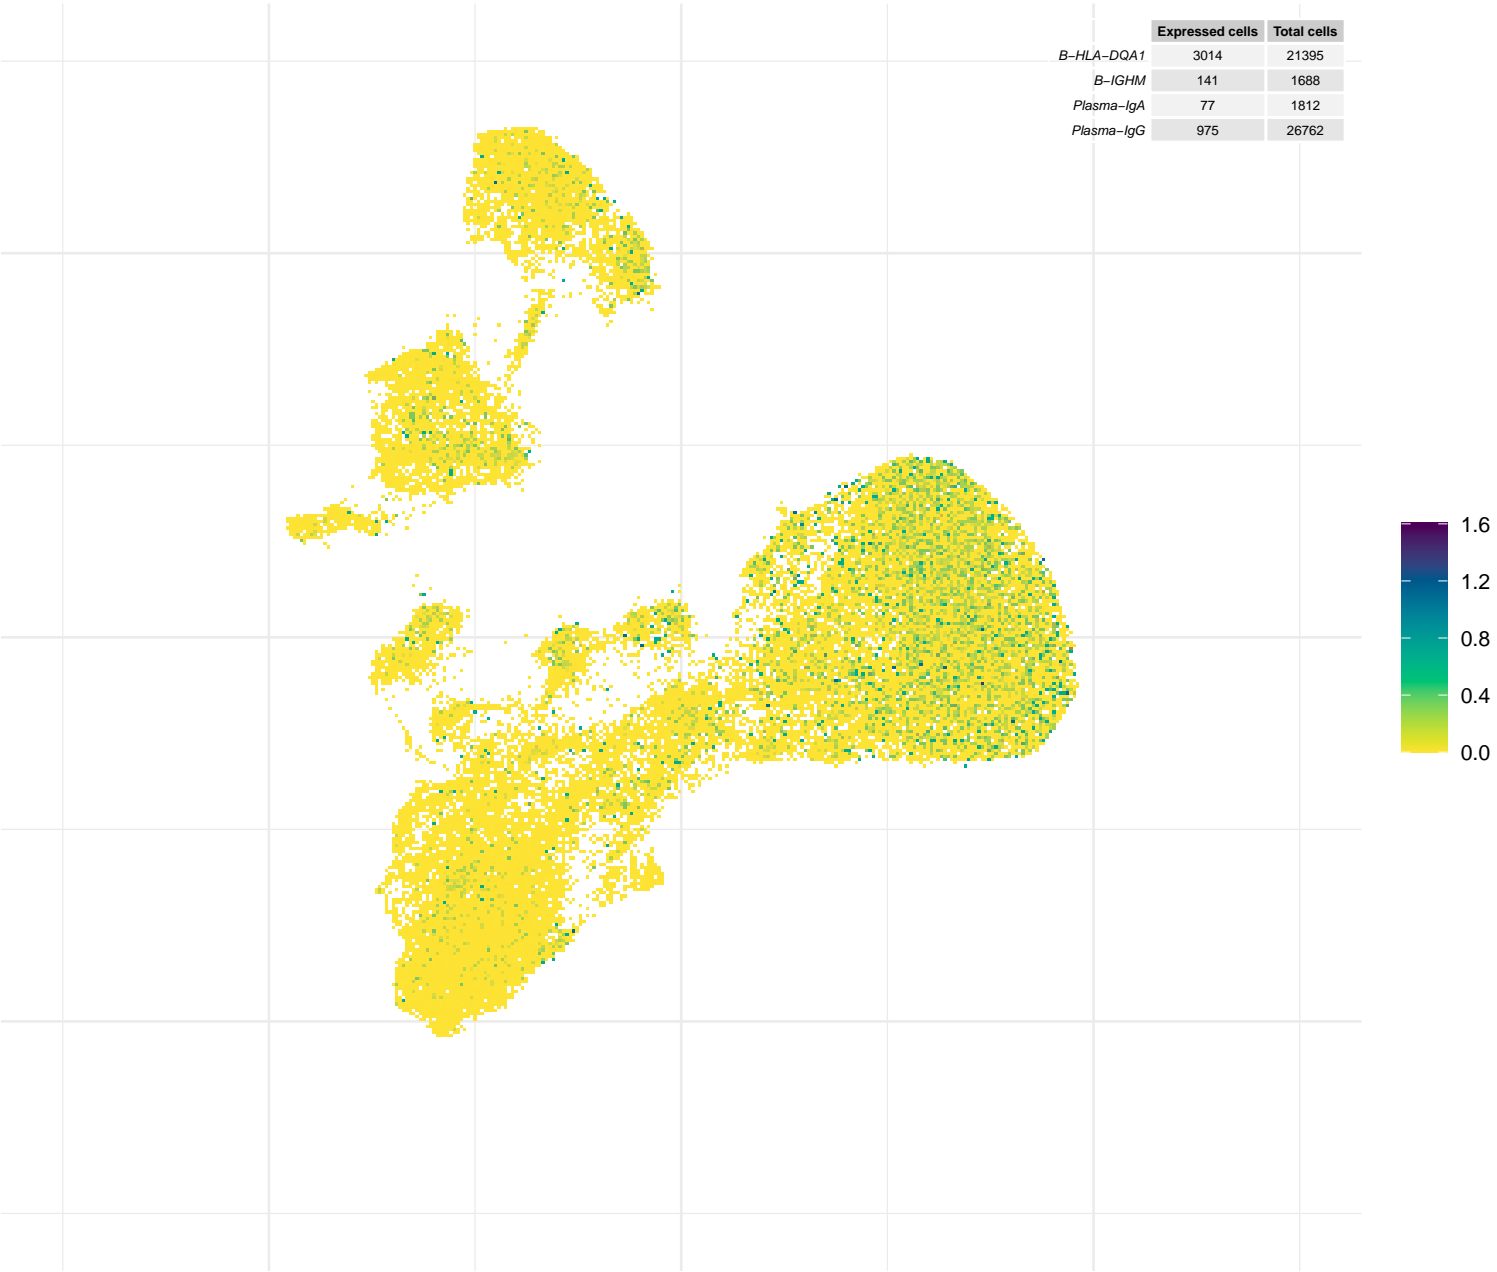 Expressed cells Total cells
B−HLA−DQA1 3014 21395
B−IGHM 141 1688
Plasma−IgA 77 1812
Plasma−IgG 975 26762
1.6
1.2
0.8
0.4
0.0